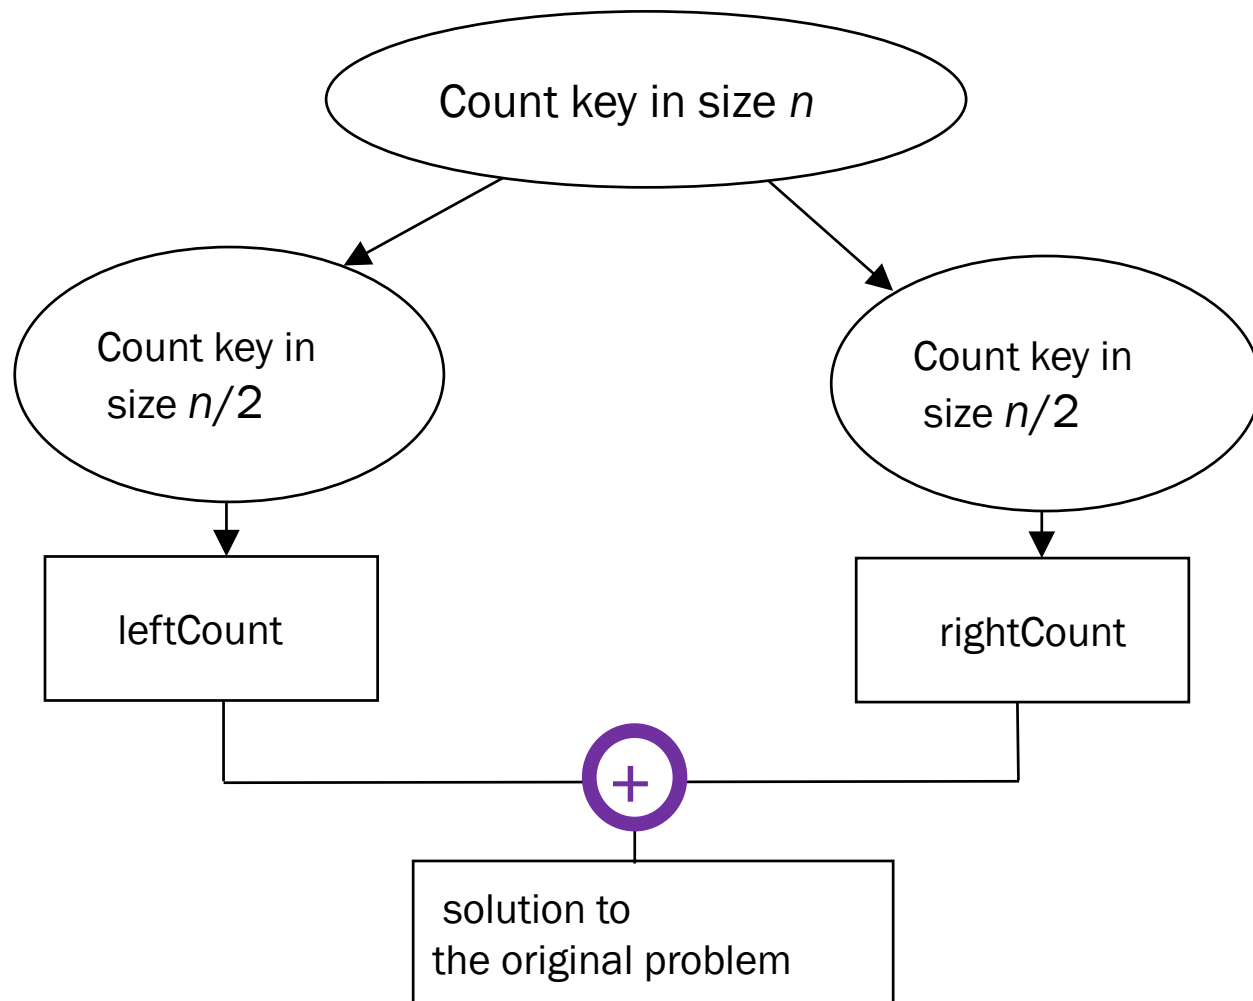 Count key in size n
Count key in
size n/2
Count key in
size n/2
leftCount
rightCount
+
solution to
the original problem